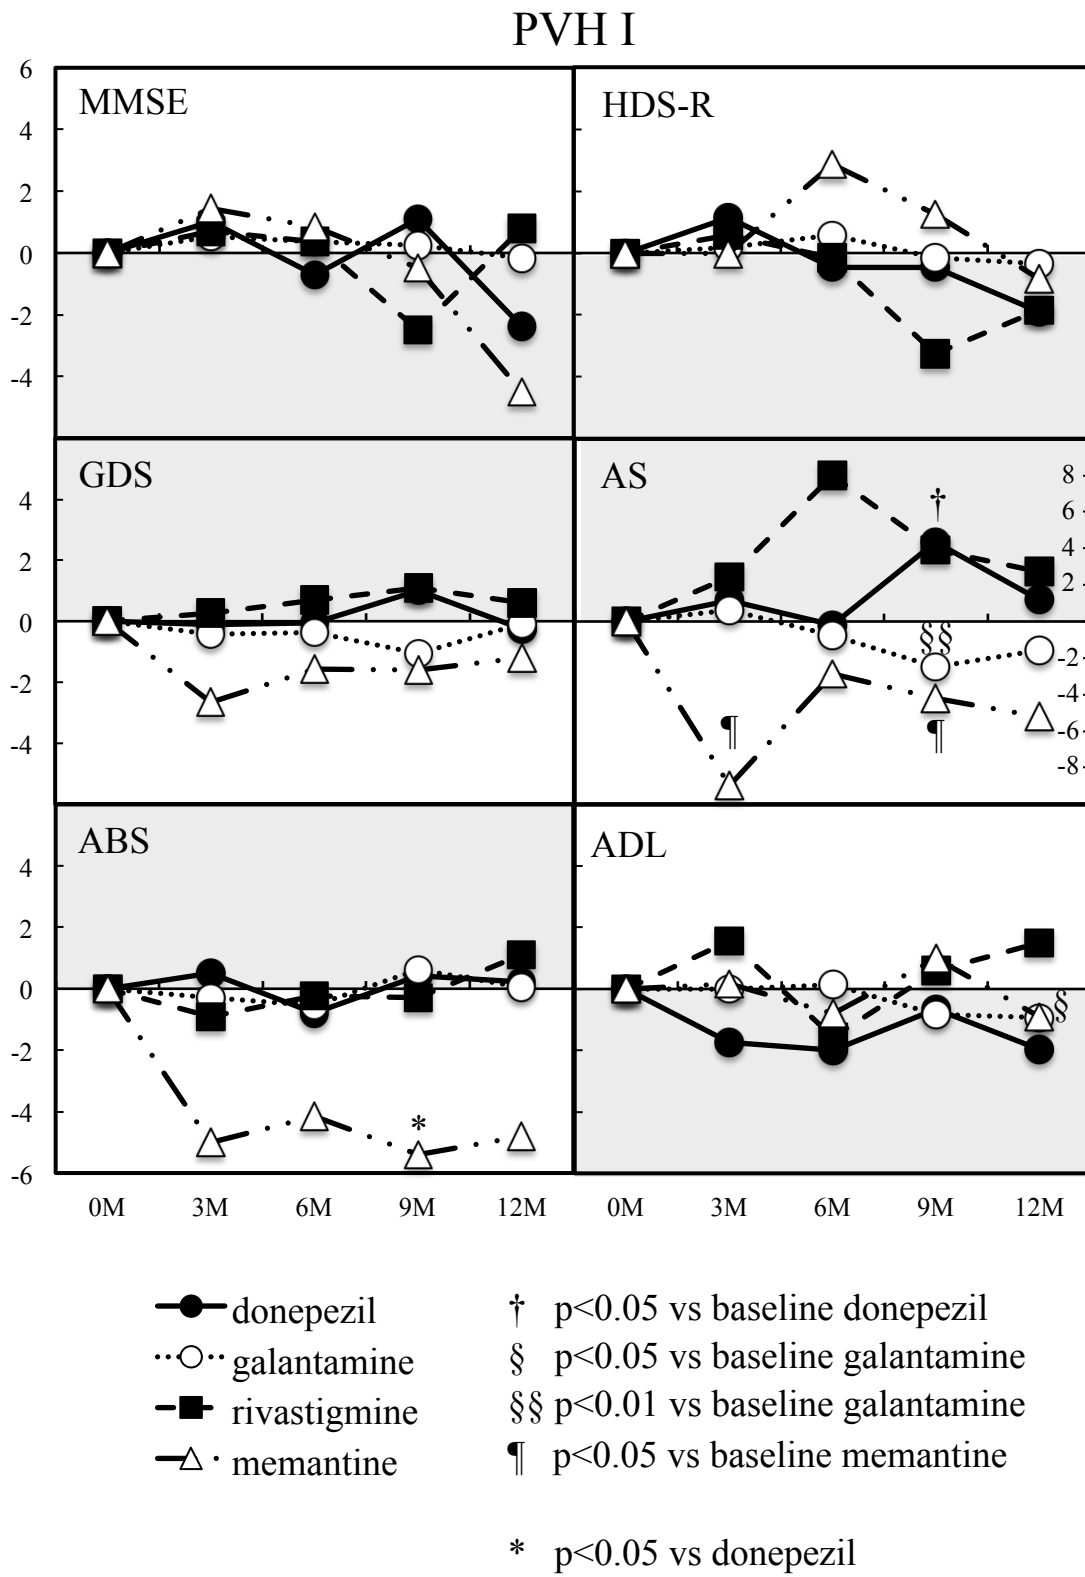 PVH I
6
MMSE
HDS-R
4
2
0
-2
-4
GDS
AS
8
4
6
†
2
4
2
0
§§
-2
-2
-4
¶
¶
-4
-6
-8
ABS
ADL
4
2
0
§
-2
-4
*
-6
0M 3M 6M 9M 12M 0M 3M 6M 9M 12M
donepezil † p<0.05 vs baseline donepezil
galantamine § p<0.05 vs baseline galantamine
rivastigmine §§ p<0.01 vs baseline galantamine
memantine ¶ p<0.05 vs baseline memantine
* p<0.05 vs donepezil